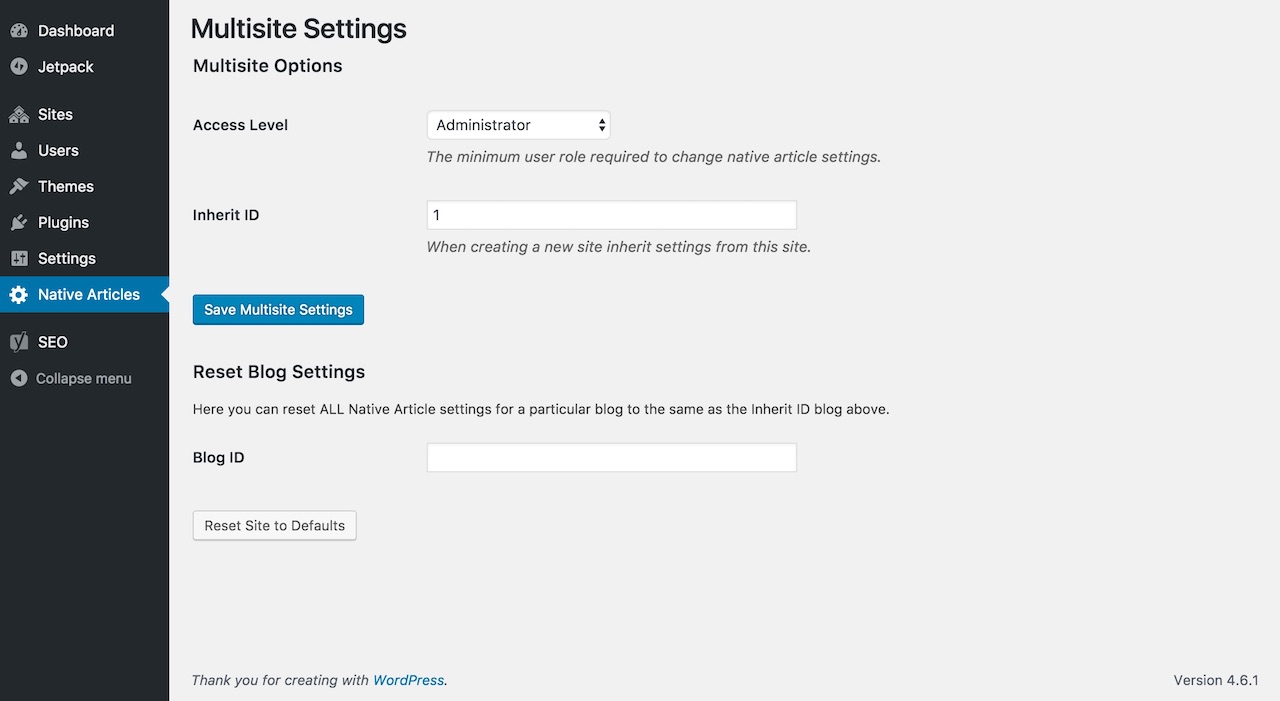 Dashboard
Jetpack
Sites
Users
Themes
Plugins
Settings
Native Articles
SEO
Collapse menu
Multisite Settings
Multisite Options
Access Level
Administrator
The minimum user role required to change native article settings.
Inherit ID
1
When creating a new site inherit settings from this site.
Save Multisite Settings
Reset Blog Settings
Here you can reset ALL Native Article settings for a particular blog to the same as the Inherit ID blog above.
Blog ID
Reset Site to Defaults
Thank you for creating with WordPress.
Version 4.6.1